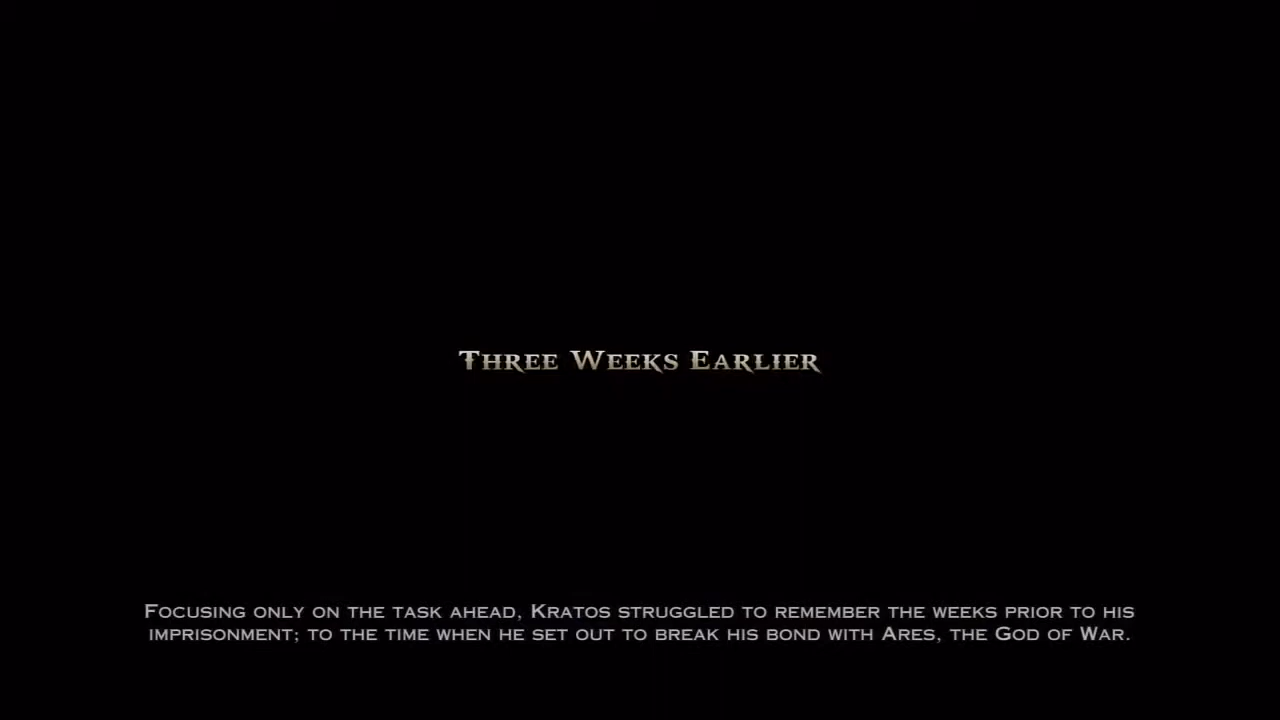 Three Weeks Earlier
Focusing only on the task ahead, Kratos struggled to remember the weeks prior to his
imprisonment; to the time when he set out to break his bond with Ares, the God of War.